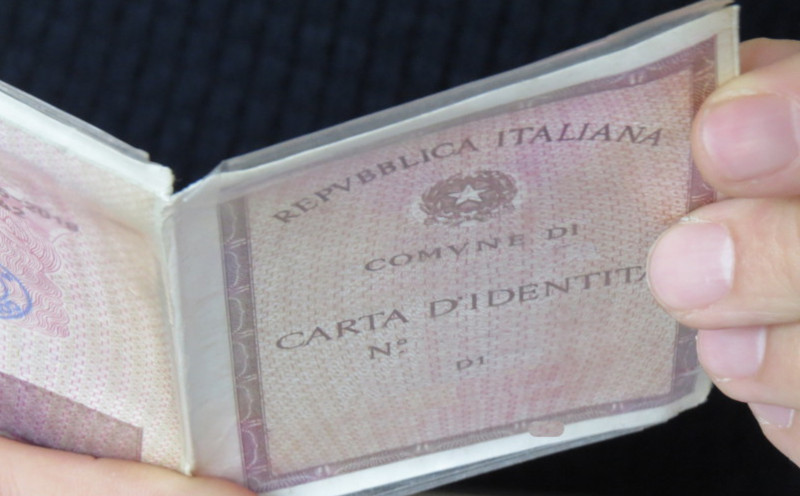 REPVBBLICA ITALIANA
COMVNE DI
CARTA D'IDENTITA
N°
DI